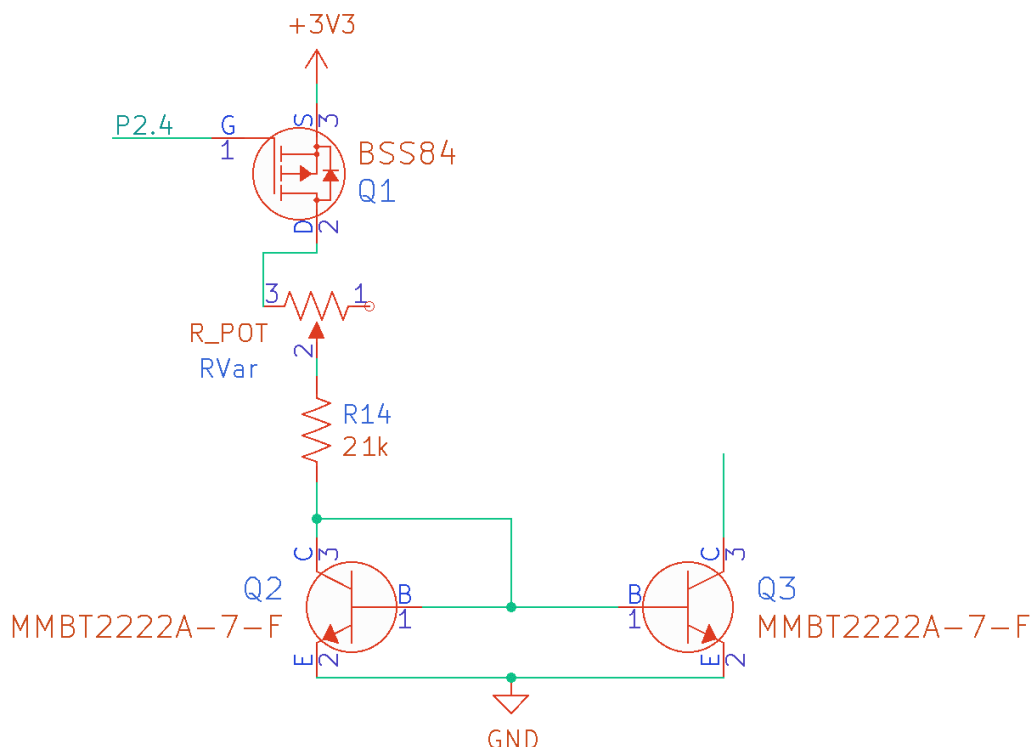 +3V3
P2.4
G
1
S
3
BSS84
Q1
D
2
3
1
R_POT
2
RVar
R14
21k
C
3
Q2
B
1
MMBT2222A-7-F
E
2
C
3
Q3
B
1
MMBT2222A-7-F
E
2
GND